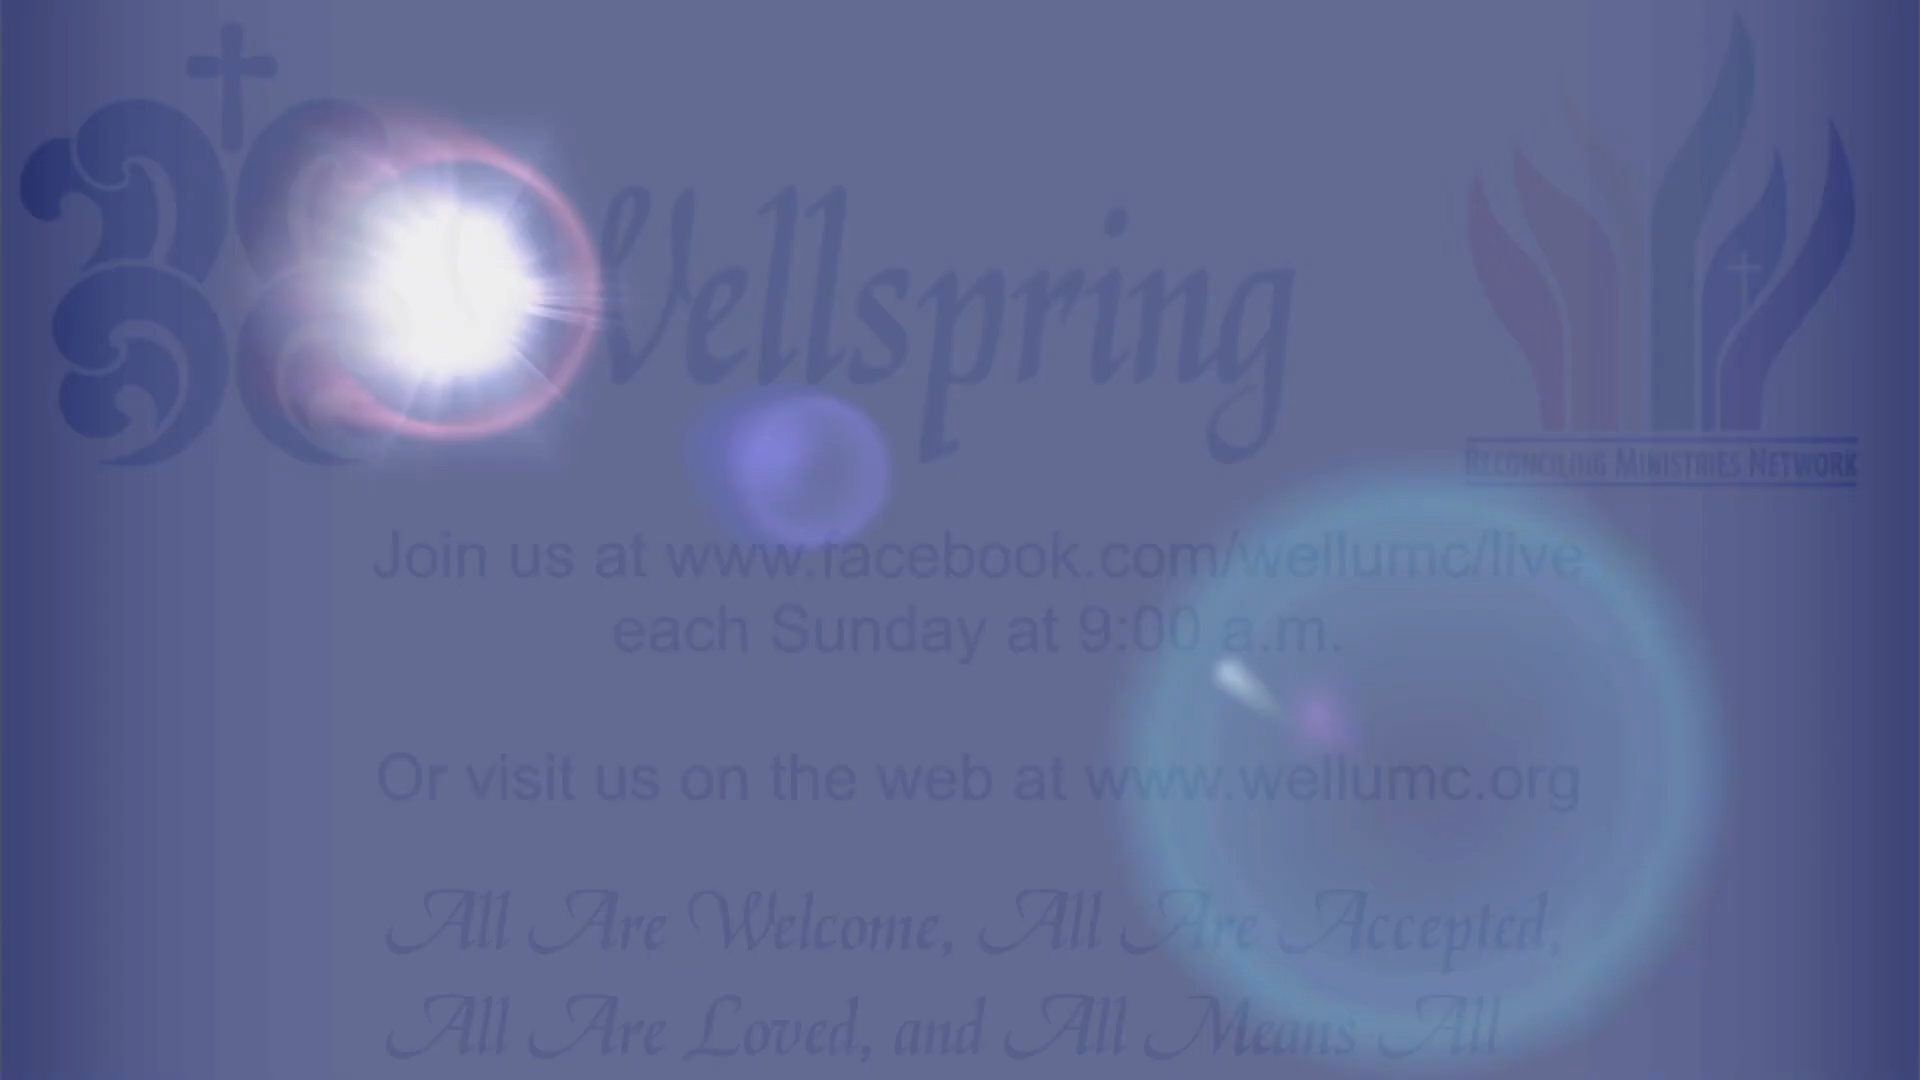 Wellspring
RECONCILING MINISTRIES NETWORK
Join us at www.facebook.com/wellumc/live
each Sunday at 9:00 a.m.
Or visit us on the web at www.wellumc.org
All Are Welcome, All Are Accepted,
All Are Loved, and All Means All